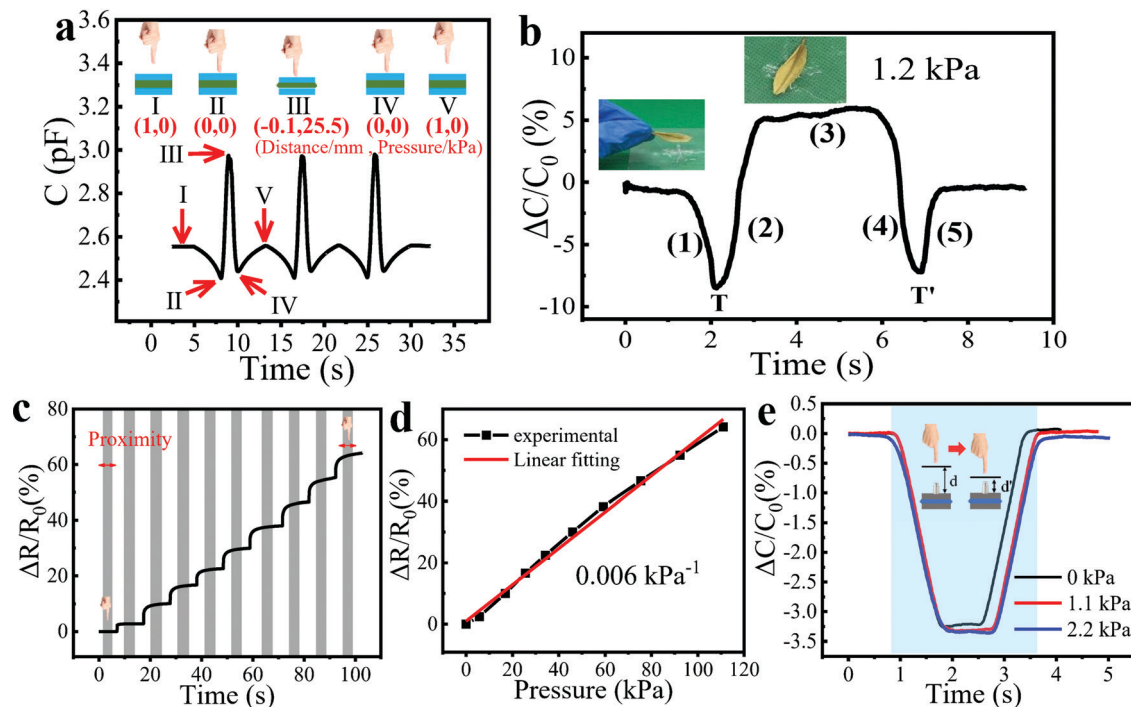 a
3.6
3.4
3.2
3.0
2.8
2.6
2.4
2.2
C (pF)
I II III IV V
(1,0) (0,0) (-0.1,25.5) (0,0) (1,0)
(Distance/mm , Pressure/kPa)
III
I
V
II
IV
0 5 10 15 20 25 30 35
Time (s)
b
10
5
0
-5
-10
ΔC/C₀ (%)
1.2 kPa
(1)
(2)
(3)
(4)
(5)
T
T'
0 2 4 6 8 10
Time (s)
c
80
60
40
20
0
ΔR/R₀(%)
Proximity
0 20 40 60 80 100
Time (s)
d
60
40
20
0
ΔR/R₀(%)
experimental
Linear fitting
0.006 kPa⁻¹
0 20 40 60 80 100 120
Pressure (kPa)
e
0.5
0.0
-0.5
-1.0
-1.5
-2.0
-2.5
-3.0
-3.5
ΔC/C₀(%)
d
d'
0 kPa
1.1 kPa
2.2 kPa
0 1 2 3 4 5
Time (s)